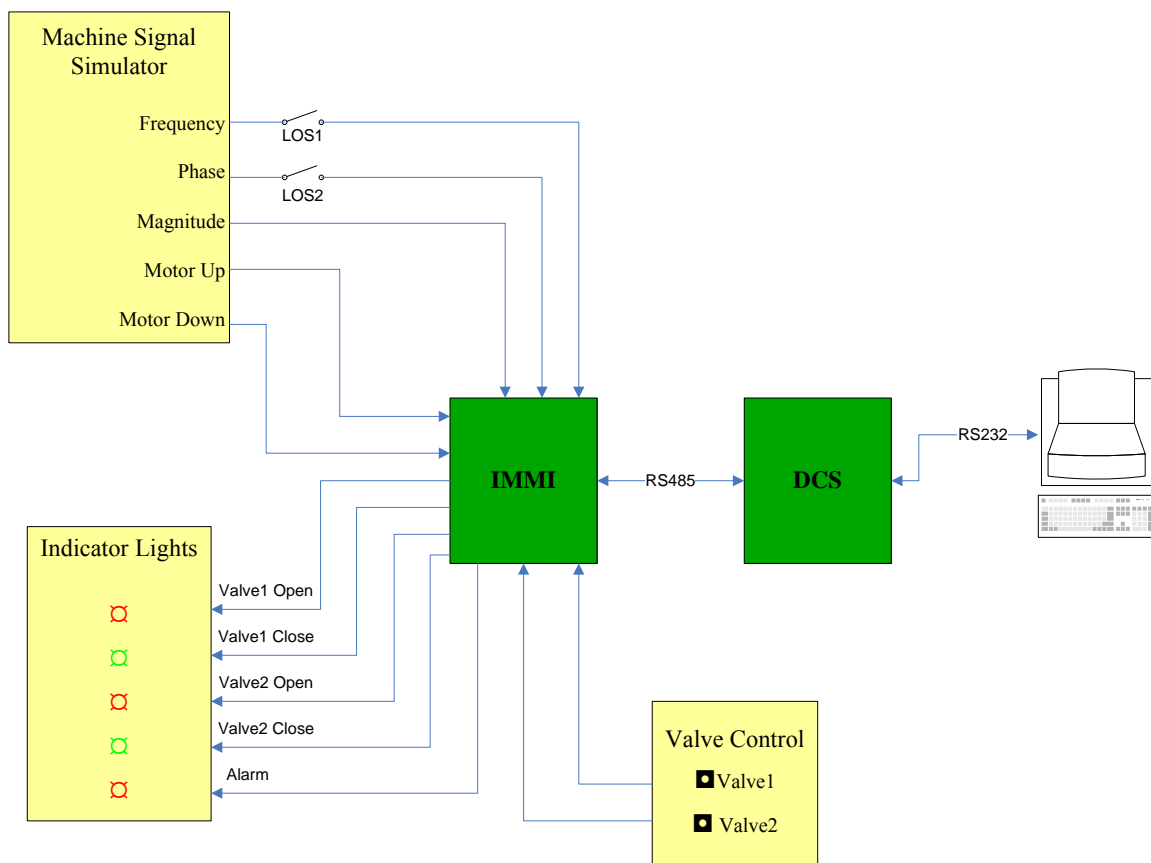 Machine Signal
Simulator
Frequency
LOS1
Phase
LOS2
Magnitude
Motor Up
Motor Down
IMMI
RS485
DCS
RS232
Indicator Lights
Valve1 Open
Valve1 Close
Valve2 Open
Valve2 Close
Alarm
Valve Control
Valve1
Valve2